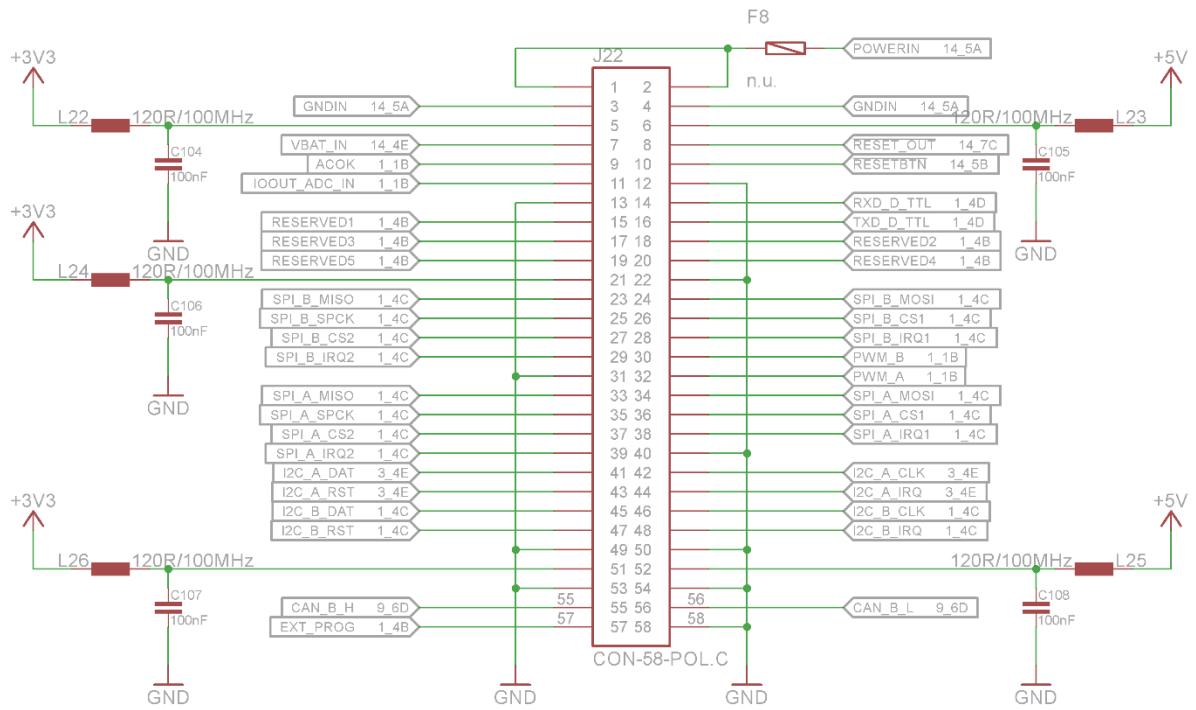 F8
POWERIN 14_5A
+3V3
J22
+5V
1 2
n.u.
GNDIN 14_5A
3 4
GNDIN 14_5A
L22 120R/100MHz
5 6
120R/100MHz L23
C104
100nF
VBAT_IN 14_4E
7 8
RESET_OUT 14_7C
C105
100nF
ACOK 1_1B
9 10
RESETBTN 14_5B
IOOUT_ADC_IN 1_1B
11 12
+3V3
13 14
RXD_D_TTL 1_4D
RESERVED1 1_4B
15 16
TXD_D_TTL 1_4D
GND
RESERVED3 1_4B
17 18
RESERVED2 1_4B
GND
RESERVED5 1_4B
19 20
RESERVED4 1_4B
L24 120R/100MHz
21 22
C106
100nF
SPI_B_MISO 1_4C
23 24
SPI_B_MOSI 1_4C
SPI_B_SPCK 1_4C
25 26
SPI_B_CS1 1_4C
SPI_B_CS2 1_4C
27 28
SPI_B_IRQ1 1_4C
SPI_B_IRQ2 1_4C
29 30
PWM_B 1_1B
31 32
PWM_A 1_1B
GND
SPI_A_MISO 1_4C
33 34
SPI_A_MOSI 1_4C
SPI_A_SPCK 1_4C
35 36
SPI_A_CS1 1_4C
SPI_A_CS2 1_4C
37 38
SPI_A_IRQ1 1_4C
SPI_A_IRQ2 1_4C
39 40
I2C_A_DAT 3_4E
41 42
I2C_A_CLK 3_4E
I2C_A_RST 3_4E
43 44
I2C_A_IRQ 3_4E
+3V3
I2C_B_DAT 1_4C
45 46
I2C_B_CLK 1_4C
+5V
I2C_B_RST 1_4C
47 48
I2C_B_IRQ 1_4C
49 50
L26 120R/100MHz
51 52
120R/100MHz L25
C107
100nF
53 54
C108
100nF
CAN_B_H 9_6D
55
55 56
56
CAN_B_L 9_6D
EXT_PROG 1_4B
57
57 58
58
CON-58-POL.C
GND
GND
GND
GND